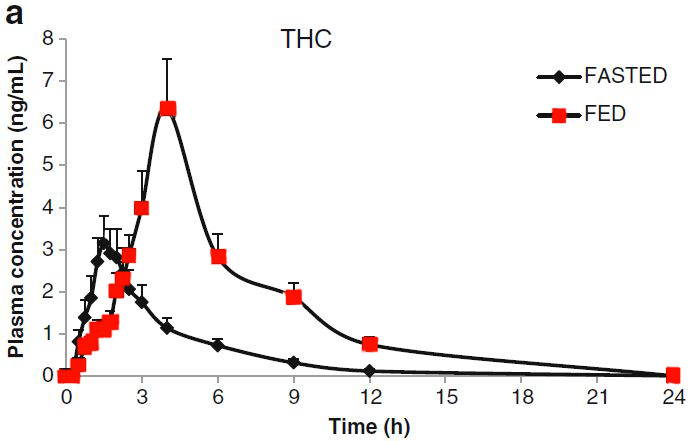 a
THC
8
7
6
5
4
3
2
1
0
Plasma concentration (ng/mL)
FASTED
FED
0 3 6 9 12 15 18 21 24
Time (h)